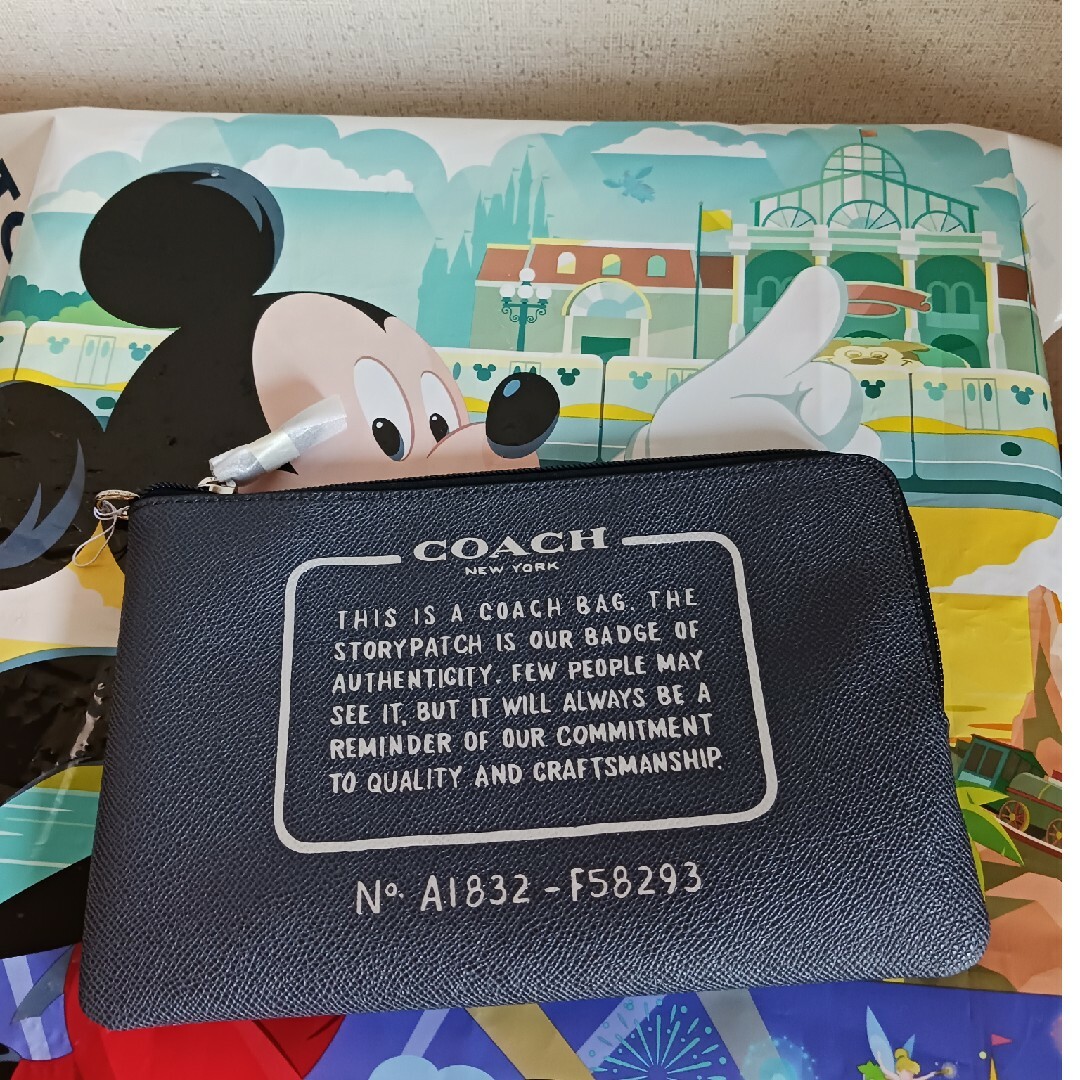 COACH
NEW YORK
THIS IS A COACH BAG. THE
STORYPATCH IS OUR BADGE OF
AUTHENTICITY. FEW PEOPLE MAY
SEE IT, BUT IT WILL ALWAYS BE A
REMINDER OF OUR COMMITMENT
TO QUALITY AND CRAFTSMANSHIP.
Nº. A1832-F58293